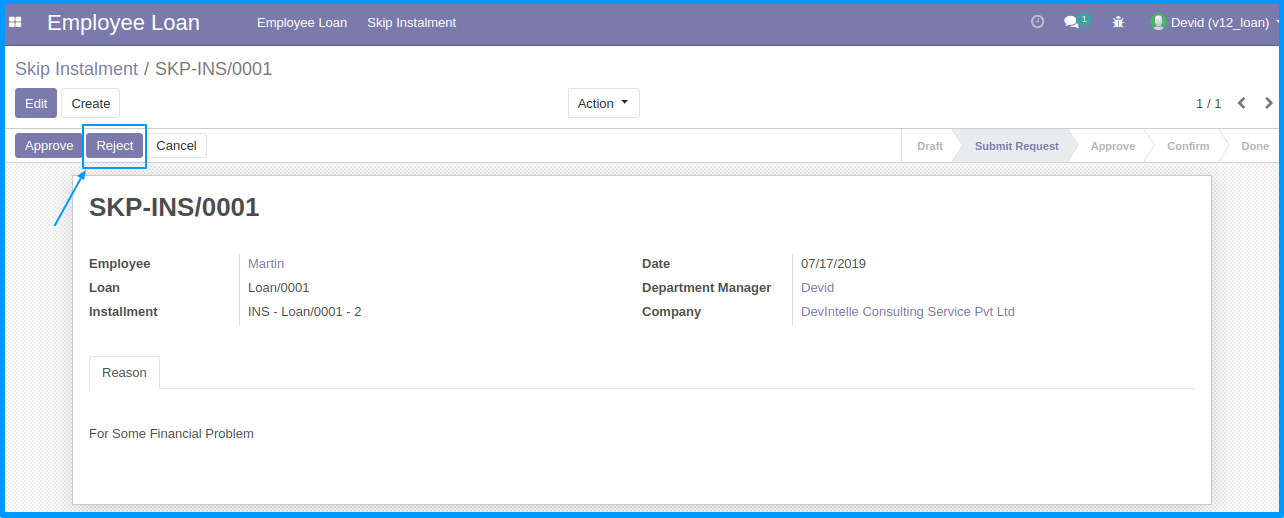 Employee Loan Employee Loan Skip Instalment 1 Devid (v12_loan)
Skip Instalment / SKP-INS/0001
Edit Create Action 1 / 1
Approve Reject Cancel Draft Submit Request Approve Confirm Done
SKP-INS/0001
Employee Martin Date 07/17/2019
Loan Loan/0001 Department Manager Devid
Installment INS - Loan/0001 - 2 Company DevIntelle Consulting Service Pvt Ltd
Reason
For Some Financial Problem